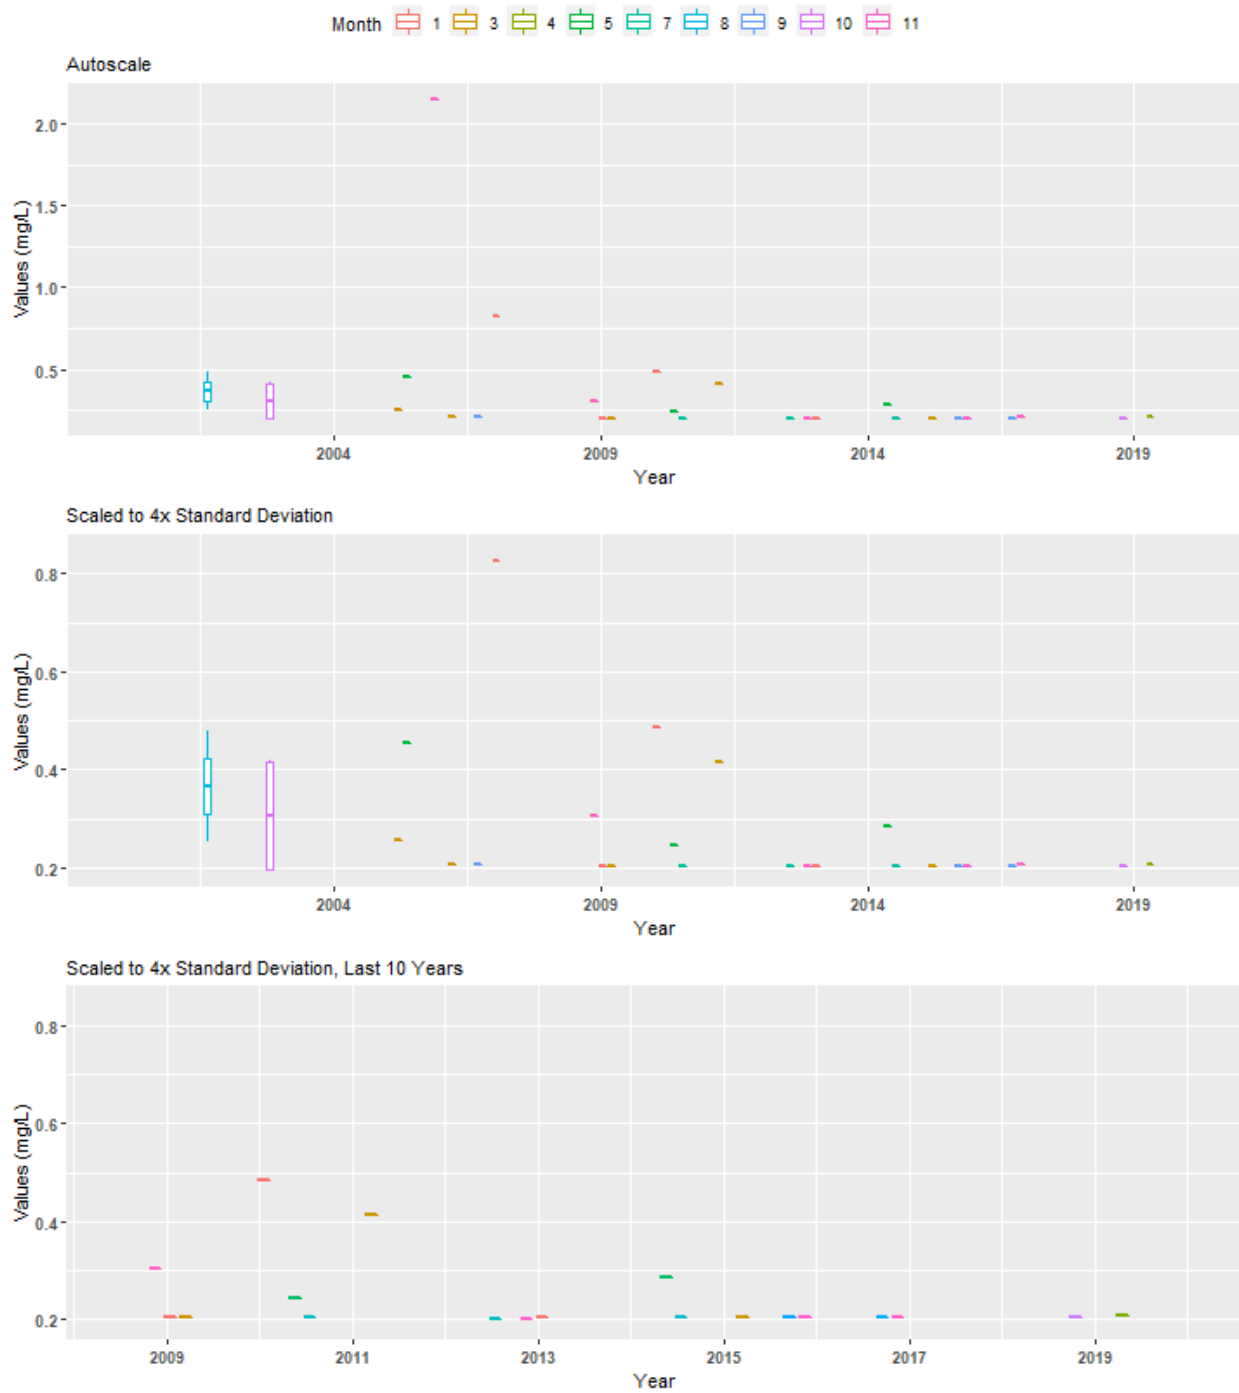 Month 1 3 4 5 7 8 9 10 11
Autoscale
Values (mg/L)
2.0
1.5
1.0
0.5
2004 2009 2014 2019
Year
Scaled to 4x Standard Deviation
Values (mg/L)
0.8
0.6
0.4
0.2
2004 2009 2014 2019
Year
Scaled to 4x Standard Deviation, Last 10 Years
Values (mg/L)
0.8
0.6
0.4
0.2
2009 2011 2013 2015 2017 2019
Year